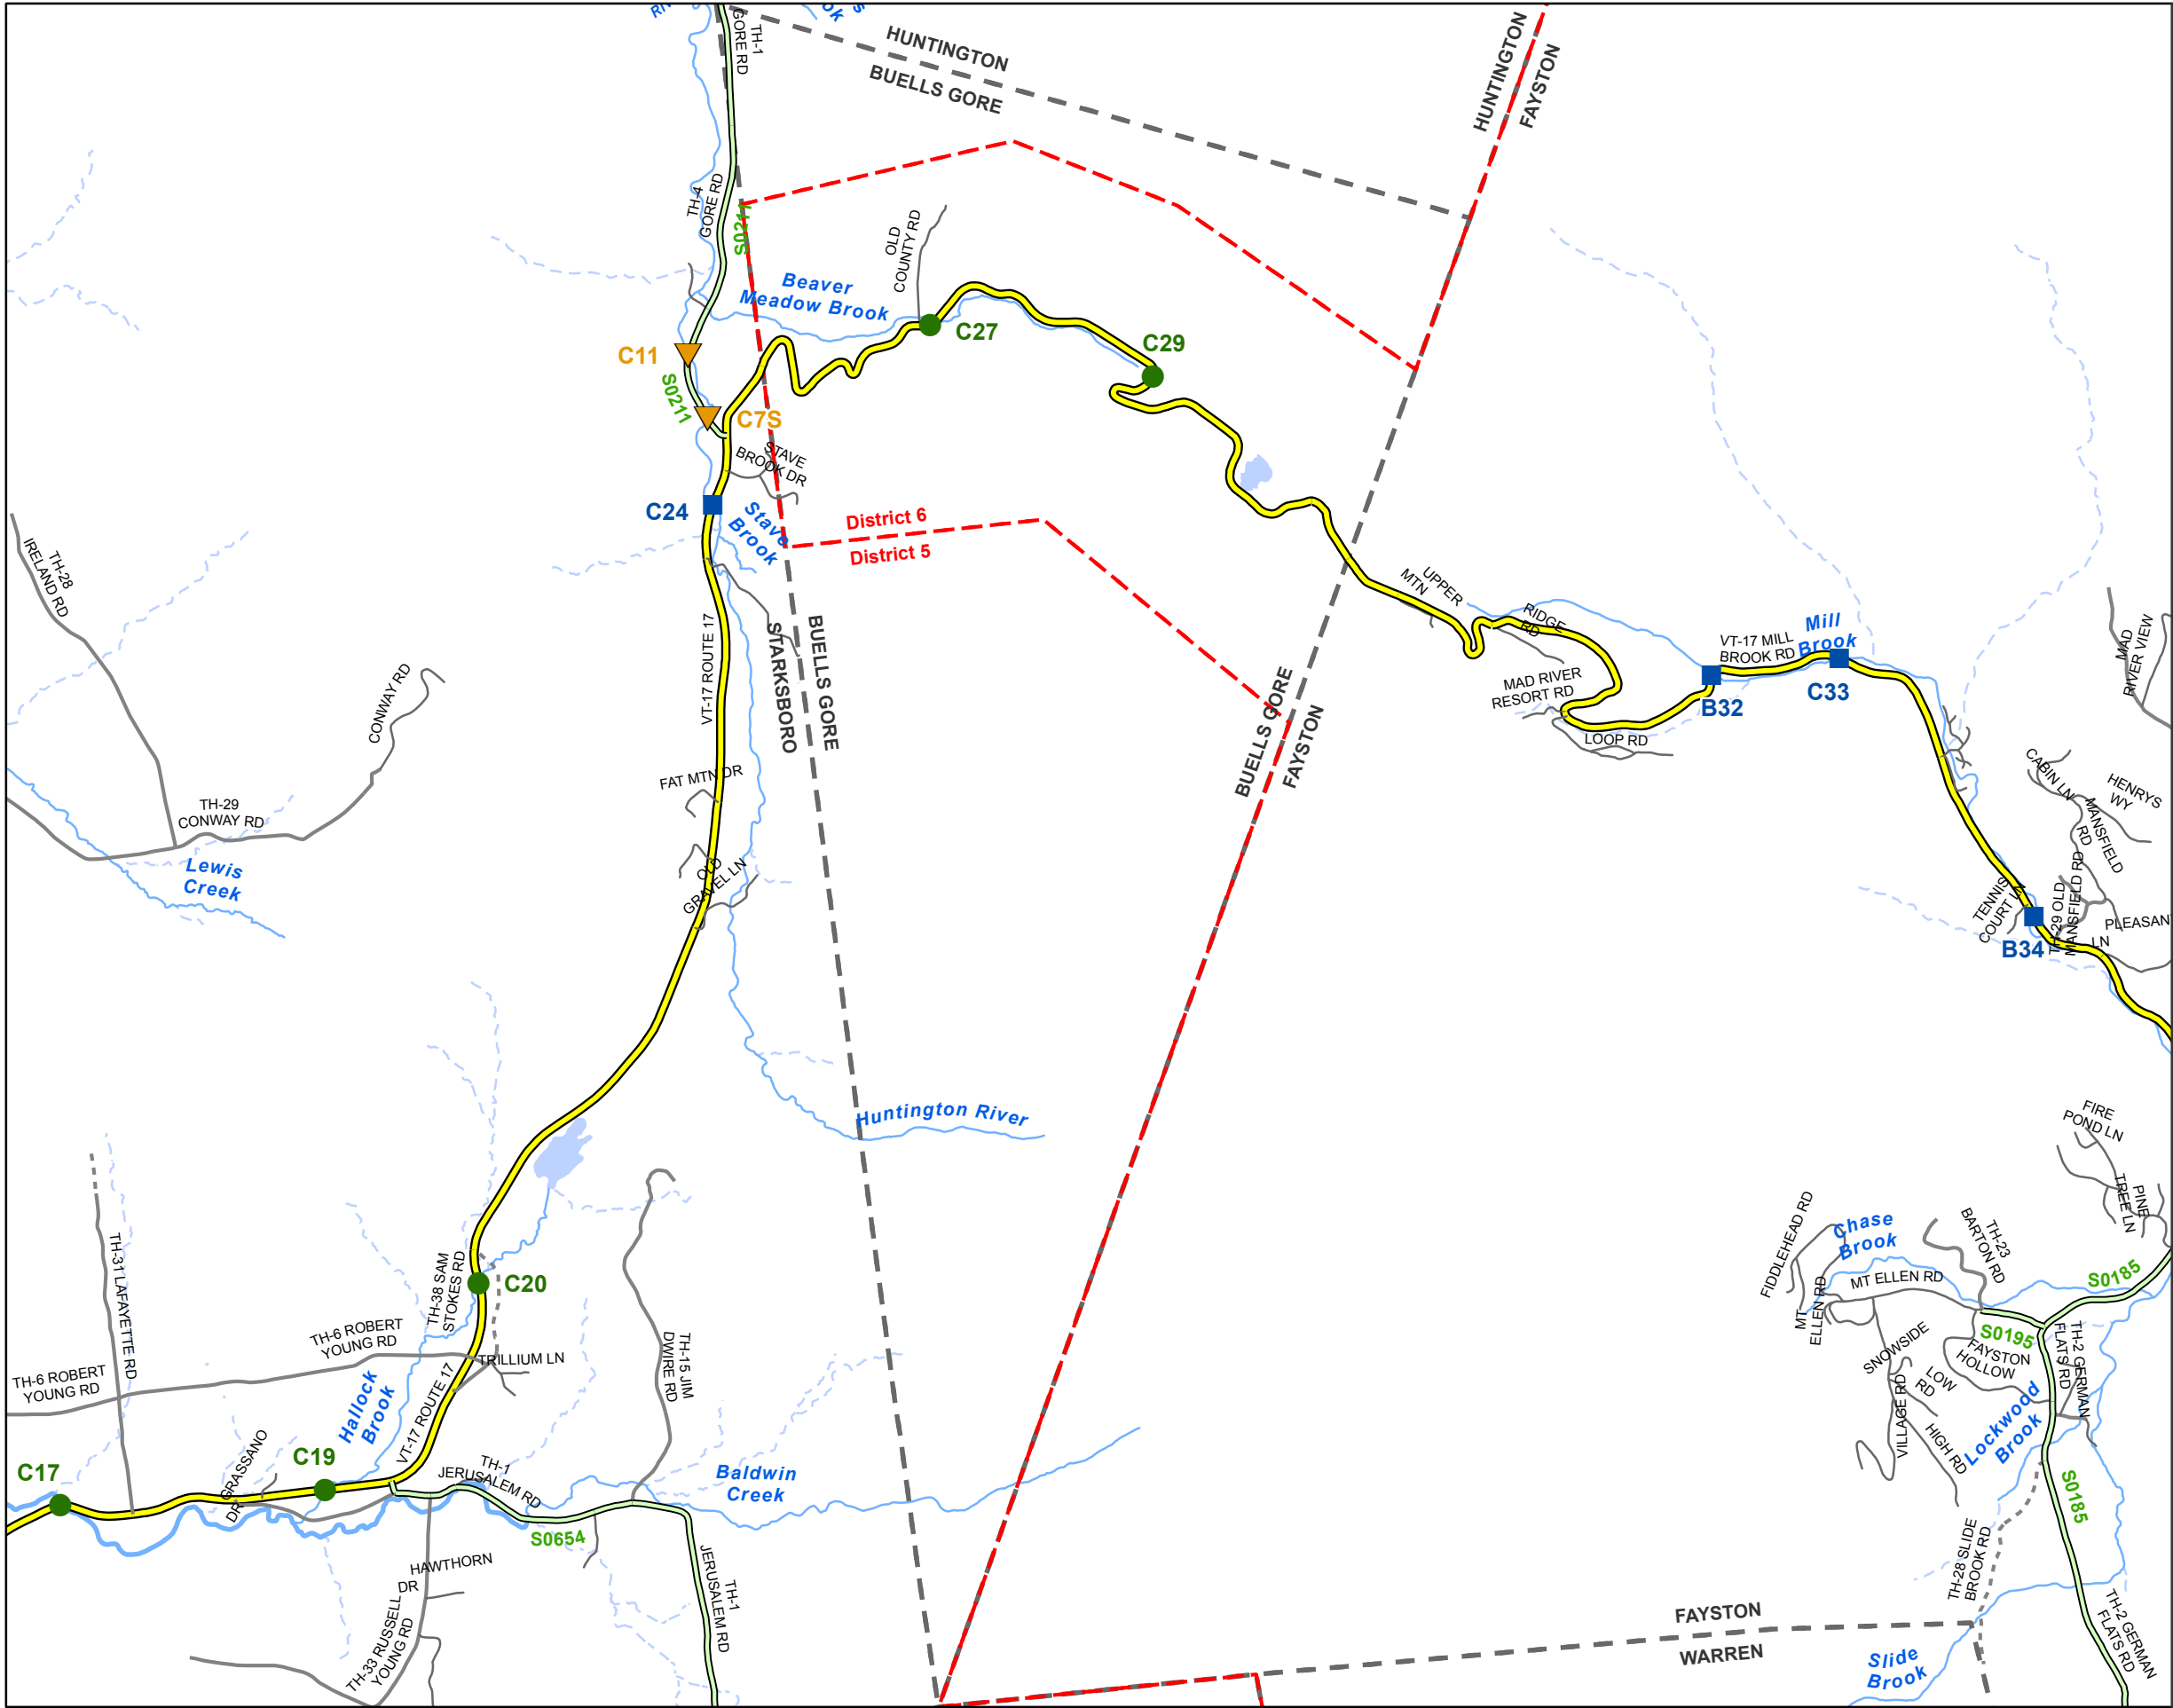 TH-1
GORE RD
HUNTINGTON
BUELLS GORE
HUNTINGTON
FAYSTON
TH-4
GORE RD
S0211
OLD
COUNTY RD
Beaver
Meadow Brook
C27
C29
C11
S0211
C7S
STAVE
BROOK DR
C24
Stave
Brook
District 6
District 5
TH-28
IRELAND RD
VT-17 ROUTE 17
STARKSBORO
BUELLS GORE
UPPER
MTN
RIDGE
RD
Mill
Brook
VT-17 MILL
BROOK RD
MAD RIVER
RESORT RD
B32
C33
LOOP RD
MAD
RIVER VIEW
CONWAY RD
BUELLS GORE
FAYSTON
FAT MTN DR
TH-29
CONWAY RD
CABIN LN
HENRYS
WY
MANSFIELD
RD
Lewis
Creek
OLD
GRAVEL LN
TENNIS
COURT LN
TH-29 OLD
MANSFIELD RD
B34
PLEASANT
LN
Huntington River
FIRE
POND LN
PINE
TREE LN
FIDDLEHEAD RD
Chase
Brook
TH-23
BARTON RD
MT ELLEN RD
S0185
MT
ELLEN RD
S0195
TH-31 LAFAYETTE RD
TH-38 SAM
STOKES RD
C20
TH-6 ROBERT
YOUNG RD
TRILLIUM LN
TH-6 ROBERT
YOUNG RD
TH-15 JIM
DWIRE RD
SNOWSIDE
FAYSTON
HOLLOW
TH-2 GERMAN
FLATS RD
LOW
RD
VILLAGE RD
HIGH RD
Lockwood
Brook
Hallock
Brook
VT-17 ROUTE 17
C17
GRASSANO
DR
C19
TH-1
JERUSALEM RD
Baldwin
Creek
S0654
S0185
HAWTHORN
DR
TH-33 RUSSELL
YOUNG RD
TH-1
JERUSALEM RD
TH-28 SLIDE
BROOK RD
FAYSTON
WARREN
TH-2 GERMAN
FLATS RD
Slide
Brook